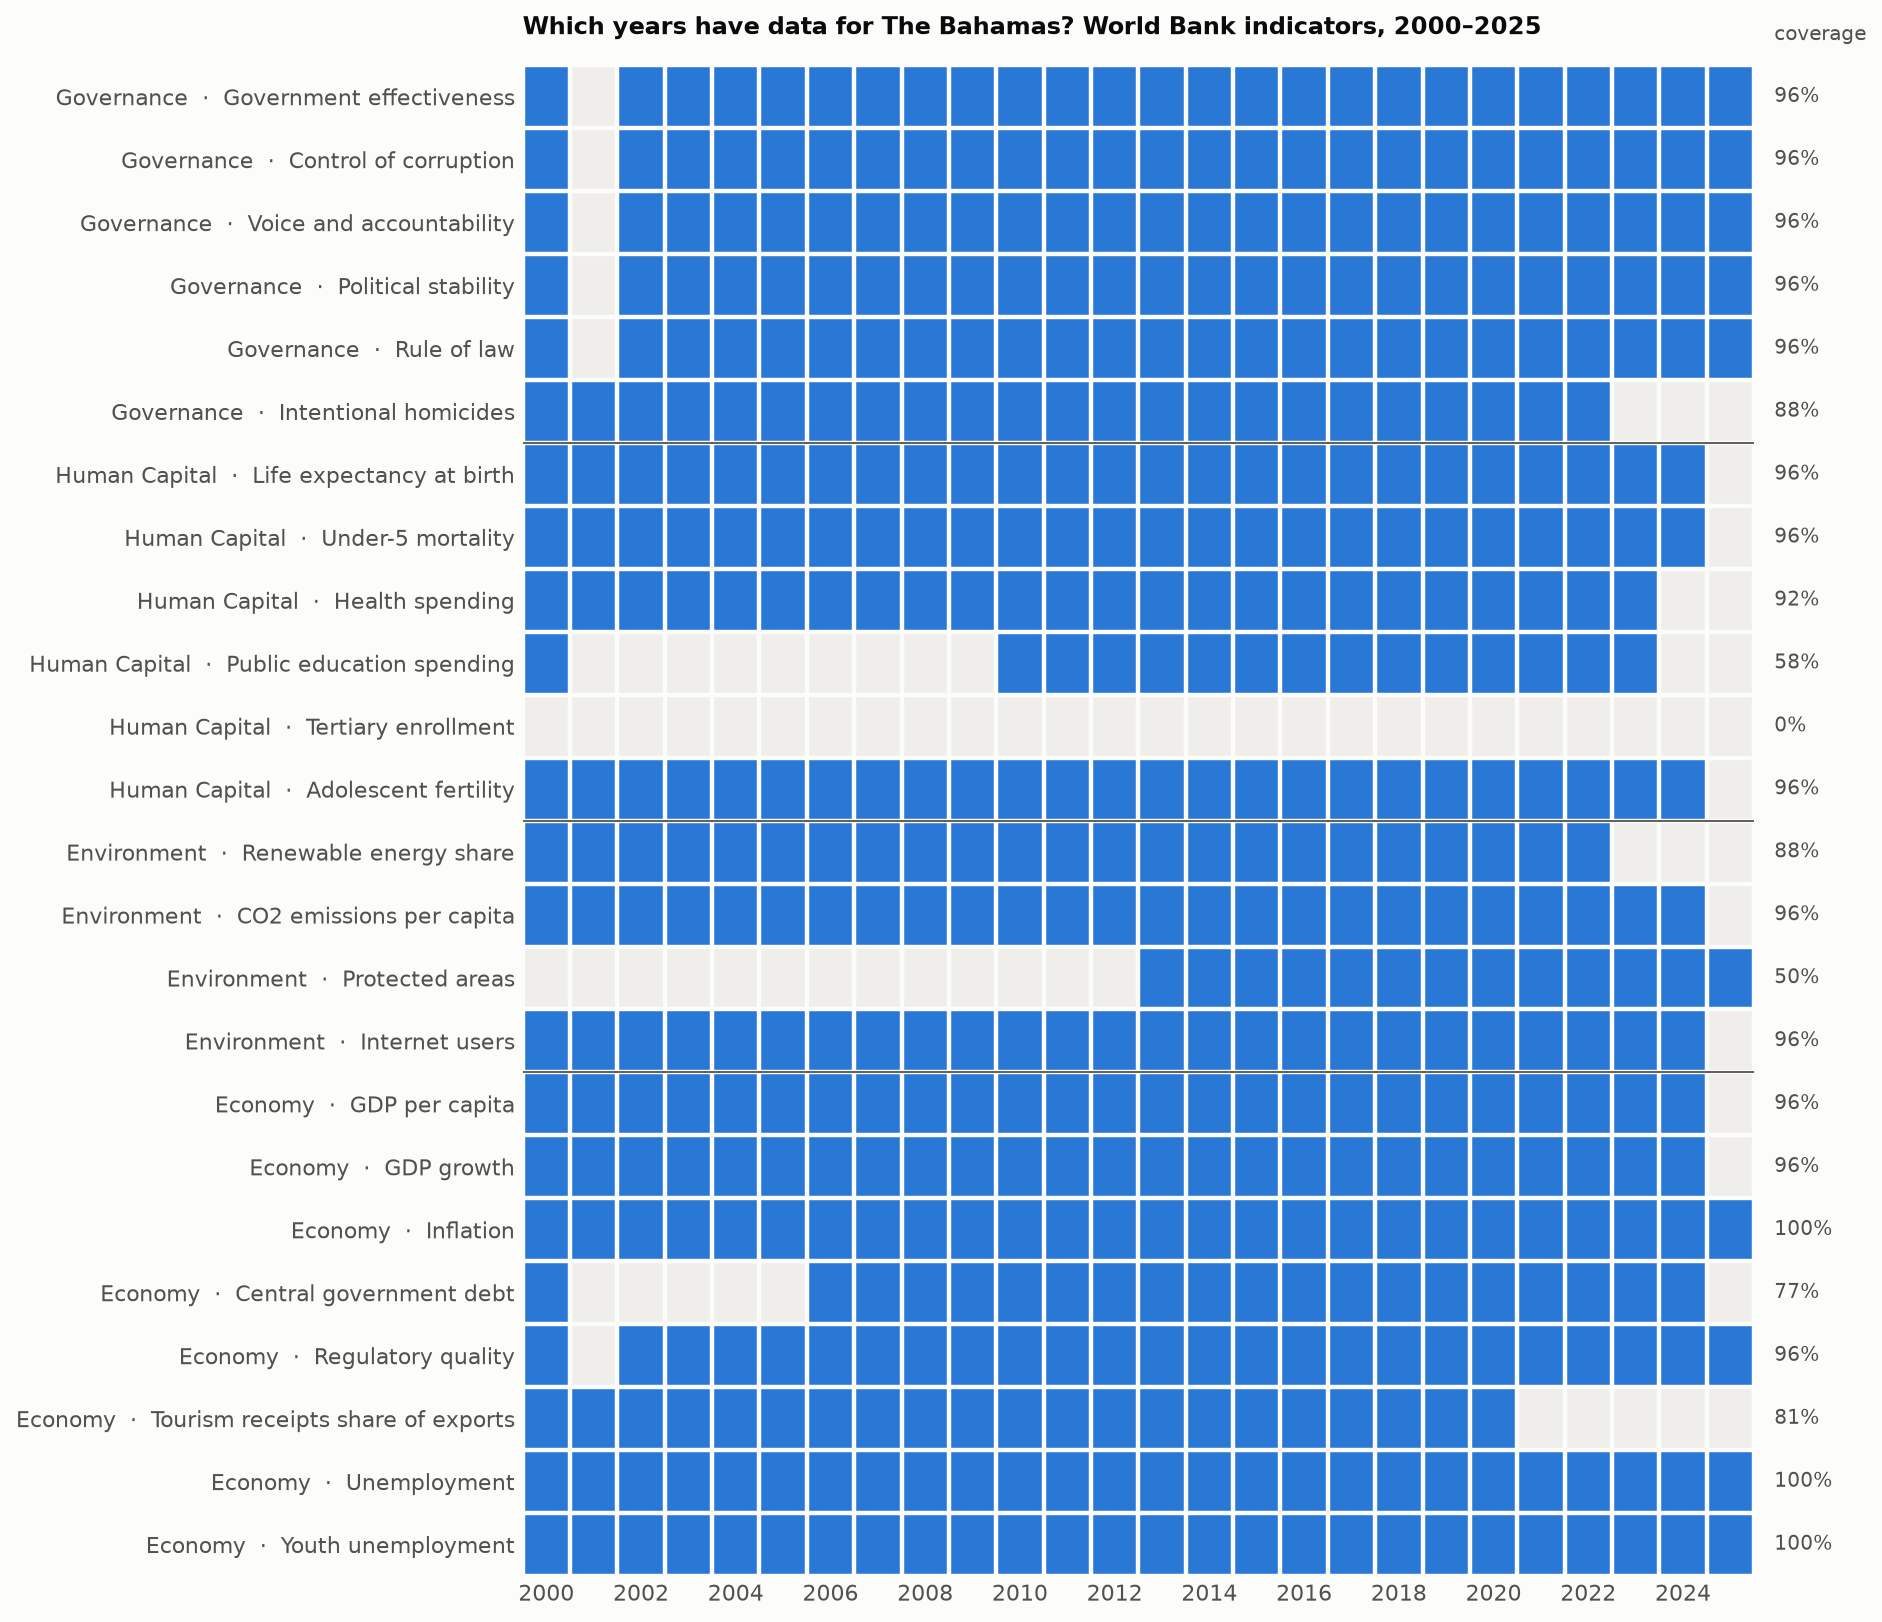 Which years have data for The Bahamas? World Bank indicators, 2000–2025
coverage
Governance · Government effectiveness 96%
Governance · Control of corruption 96%
Governance · Voice and accountability 96%
Governance · Political stability 96%
Governance · Rule of law 96%
Governance · Intentional homicides 88%
Human Capital · Life expectancy at birth 96%
Human Capital · Under-5 mortality 96%
Human Capital · Health spending 92%
Human Capital · Public education spending 58%
Human Capital · Tertiary enrollment 0%
Human Capital · Adolescent fertility 96%
Environment · Renewable energy share 88%
Environment · CO2 emissions per capita 96%
Environment · Protected areas 50%
Environment · Internet users 96%
Economy · GDP per capita 96%
Economy · GDP growth 96%
Economy · Inflation 100%
Economy · Central government debt 77%
Economy · Regulatory quality 96%
Economy · Tourism receipts share of exports 81%
Economy · Unemployment 100%
Economy · Youth unemployment 100%
2000 2002 2004 2006 2008 2010 2012 2014 2016 2018 2020 2022 2024